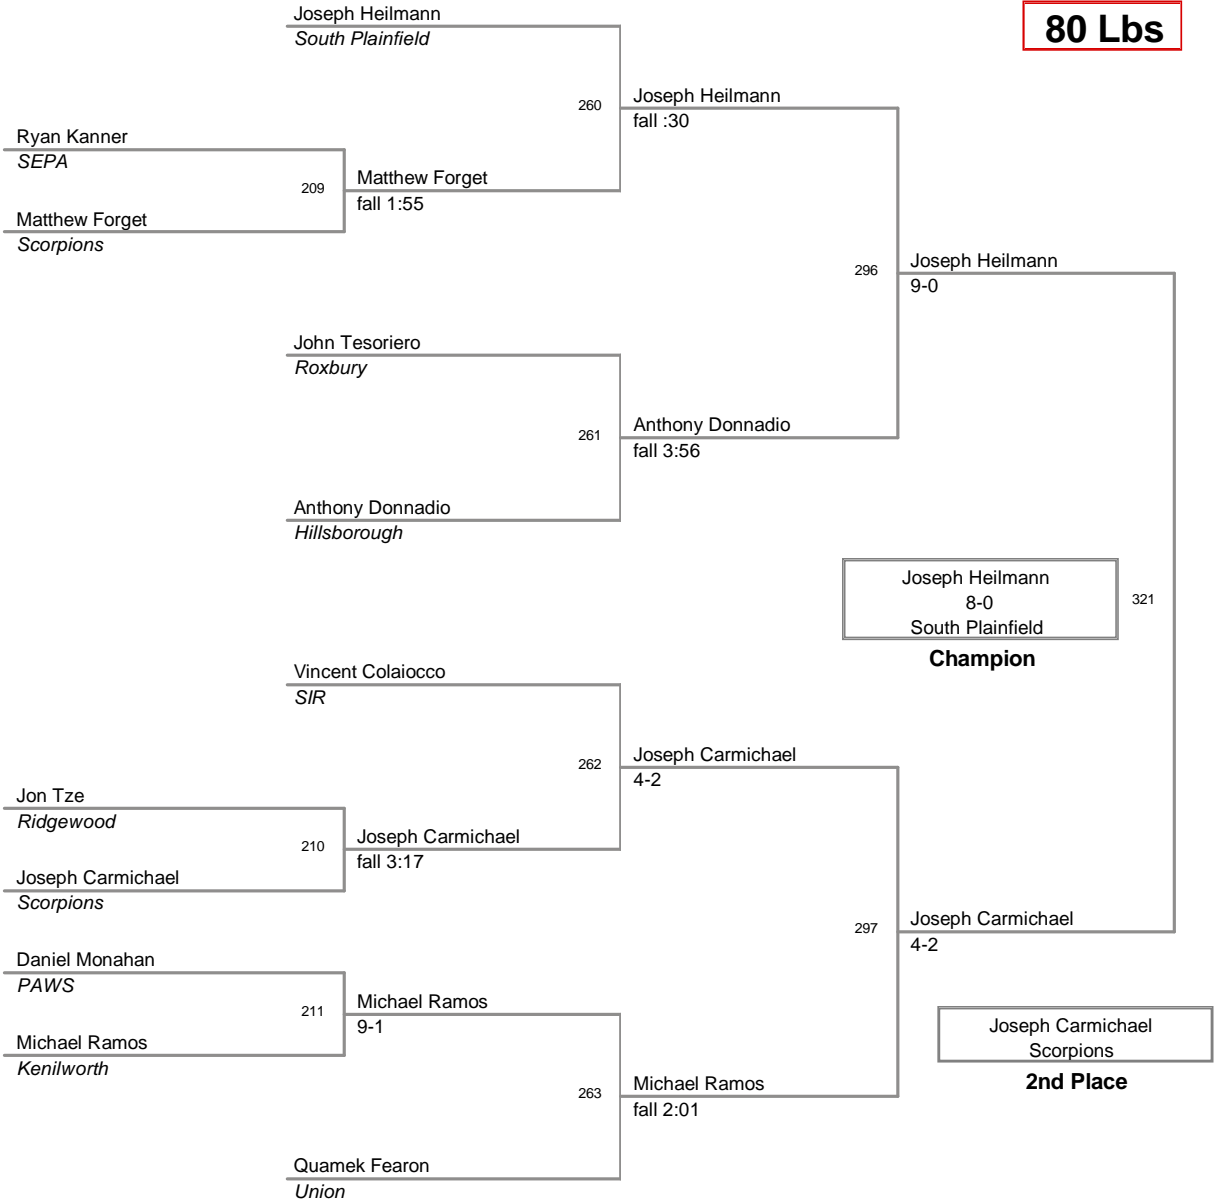 80 Lbs
Joseph Heilmann
South Plainfield
260
Joseph Heilmann
fall :30
Ryan Kanner
SEPA
209
Matthew Forget
fall 1:55
Matthew Forget
Scorpions
296
Joseph Heilmann
9-0
John Tesoriero
Roxbury
261
Anthony Donnadio
fall 3:56
Anthony Donnadio
Hillsborough
Joseph Heilmann
8-0
South Plainfield
321
Champion
Vincent Colaiocco
SIR
262
Joseph Carmichael
4-2
Jon Tze
Ridgewood
210
Joseph Carmichael
fall 3:17
Joseph Carmichael
Scorpions
297
Joseph Carmichael
4-2
Daniel Monahan
PAWS
211
Michael Ramos
9-1
Michael Ramos
Kenilworth
Joseph Carmichael
Scorpions
2nd Place
263
Michael Ramos
fall 2:01
Quamek Fearon
Union